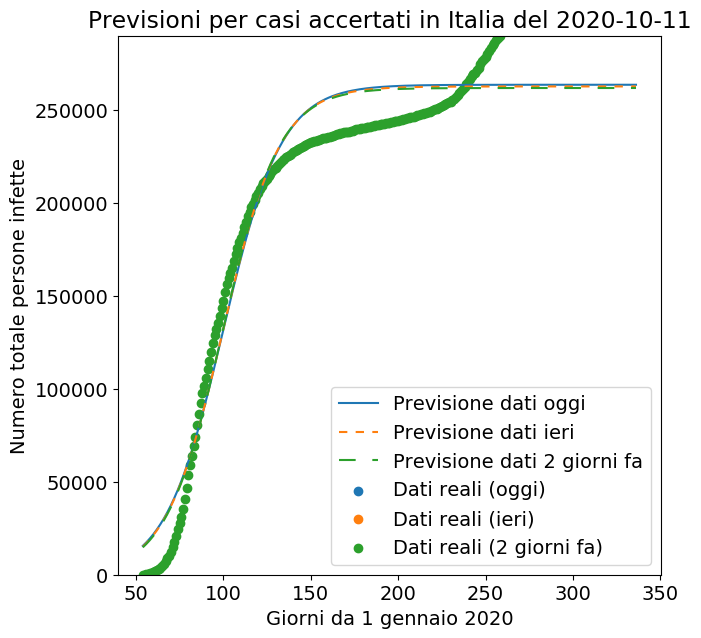 Previsioni per casi accertati in Italia del 2020-10-11
Numero totale persone infette
250000
200000
150000
100000
50000
0
50 100 150 200 250 300 350
Giorni da 1 gennaio 2020
Previsione dati oggi
Previsione dati ieri
Previsione dati 2 giorni fa
Dati reali (oggi)
Dati reali (ieri)
Dati reali (2 giorni fa)